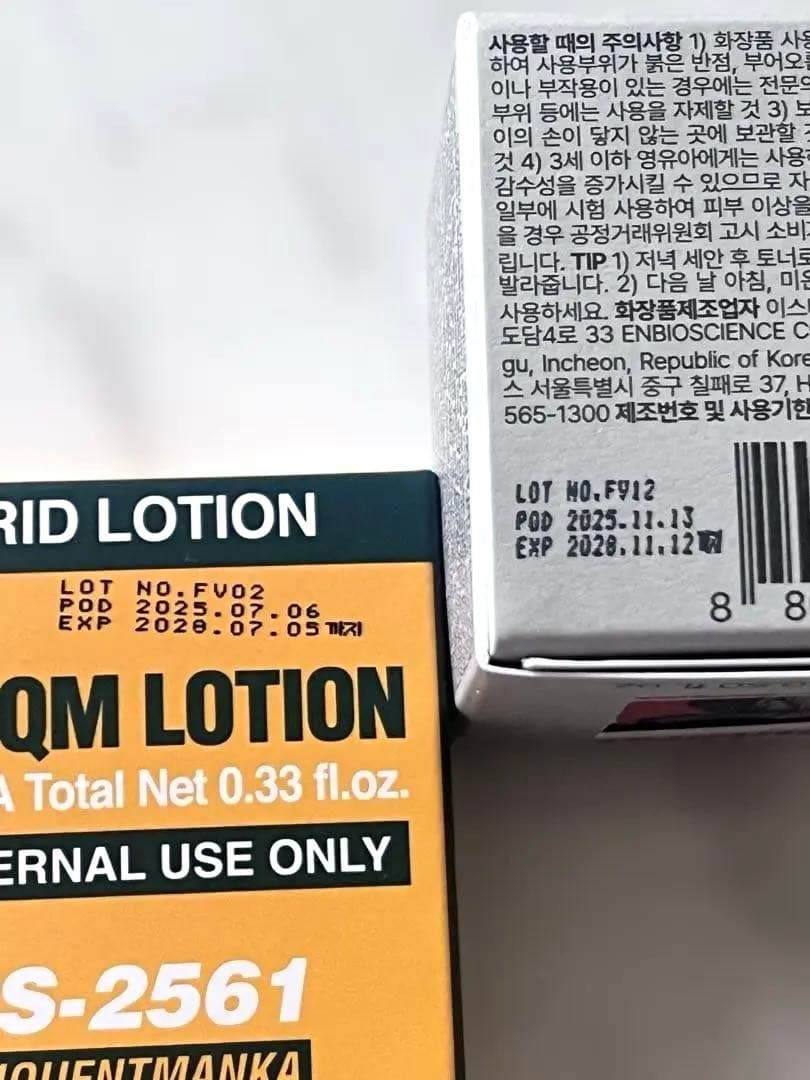 사용할 때의 주의사항 1) 화장품 사용
하여 사용부위가 붉은 반점, 부어오
이나 부작용이 있는 경우에는 전문의
부위 등에는 사용을 자제할 것 3)
이의 손이 닿지 않는 곳에 보관할
것 4) 3세 이하 영유아에게는 사용
감수성을 증가시킬 수 있으므로 자
일부에 시험 사용하여 피부 이상을
을 경우 공정거래위원회 고시 소비
립니다. TIP 1) 저녁 세안 후 토너로
발라줍니다. 2) 다음 날 아침, 미온
사용하세요. 화장품제조업자 이스
도담4로 33 ENBIOSCIENCE C
gu, Incheon, Republic of Kore
스 서울특별시 중구 칠패로 37, H
565-1300 제조번호 및 사용기한
LOT NO.FV12
POD 2025.11.13
EXP 2028.11.12
8 8
RID LOTION
LOT NO.FV02
POD 2025.07.06
EXP 2028.07.05까지
QM LOTION
A Total Net 0.33 fl.oz.
ERNAL USE ONLY
S-2561
IQUENTMANKA